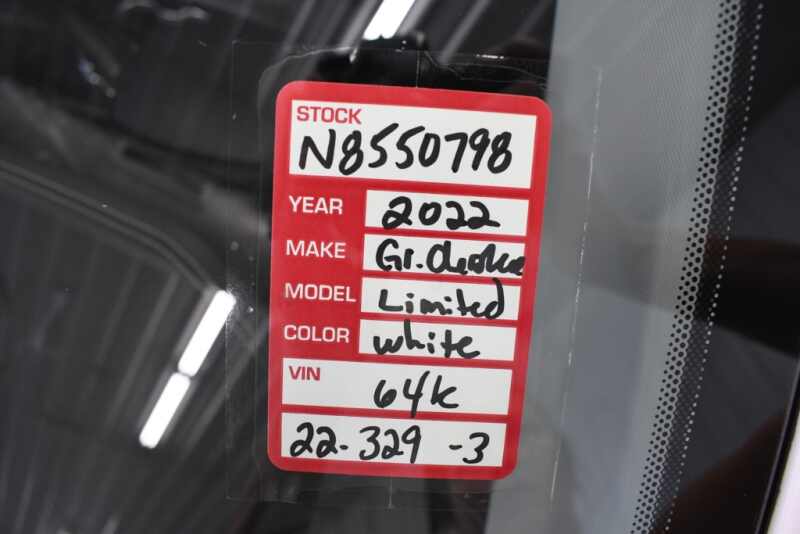 STOCK
N8550798
YEAR 2022
MAKE Gr. Cherokee
MODEL Limited
COLOR white
VIN 64k
22-329-3